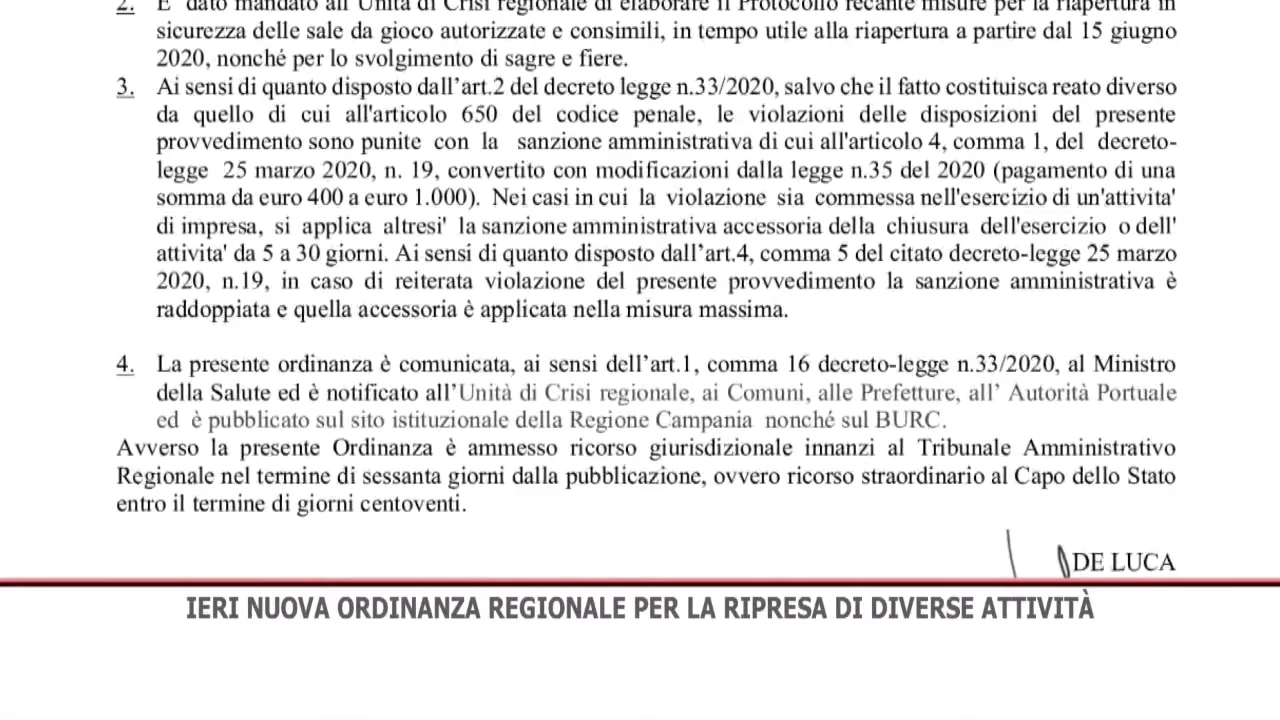 2. E' dato mandato all'Unità di Crisi regionale di elaborare il Protocollo recante misure per la riapertura in
sicurezza delle sale da gioco autorizzate e consimili, in tempo utile alla riapertura a partire dal 15 giugno
2020, nonché per lo svolgimento di sagre e fiere.
3. Ai sensi di quanto disposto dall’art.2 del decreto legge n.33/2020, salvo che il fatto costituisca reato diverso
da quello di cui all'articolo 650 del codice penale, le violazioni delle disposizioni del presente
provvedimento sono punite con la sanzione amministrativa di cui all'articolo 4, comma 1, del decreto-
legge 25 marzo 2020, n. 19, convertito con modificazioni dalla legge n.35 del 2020 (pagamento di una
somma da euro 400 a euro 1.000). Nei casi in cui la violazione sia commessa nell'esercizio di un'attivita'
di impresa, si applica altresi' la sanzione amministrativa accessoria della chiusura dell'esercizio o dell'
attivita' da 5 a 30 giorni. Ai sensi di quanto disposto dall’art.4, comma 5 del citato decreto-legge 25 marzo
2020, n.19, in caso di reiterata violazione del presente provvedimento la sanzione amministrativa è
raddoppiata e quella accessoria è applicata nella misura massima.
4. La presente ordinanza è comunicata, ai sensi dell’art.1, comma 16 decreto-legge n.33/2020, al Ministro
della Salute ed è notificato all’Unità di Crisi regionale, ai Comuni, alle Prefetture, all’ Autorità Portuale
ed è pubblicato sul sito istituzionale della Regione Campania nonché sul BURC.
Avverso la presente Ordinanza è ammesso ricorso giurisdizionale innanzi al Tribunale Amministrativo
Regionale nel termine di sessanta giorni dalla pubblicazione, ovvero ricorso straordinario al Capo dello Stato
entro il termine di giorni centoventi.
DE LUCA
IERI NUOVA ORDINANZA REGIONALE PER LA RIPRESA DI DIVERSE ATTIVITÀ